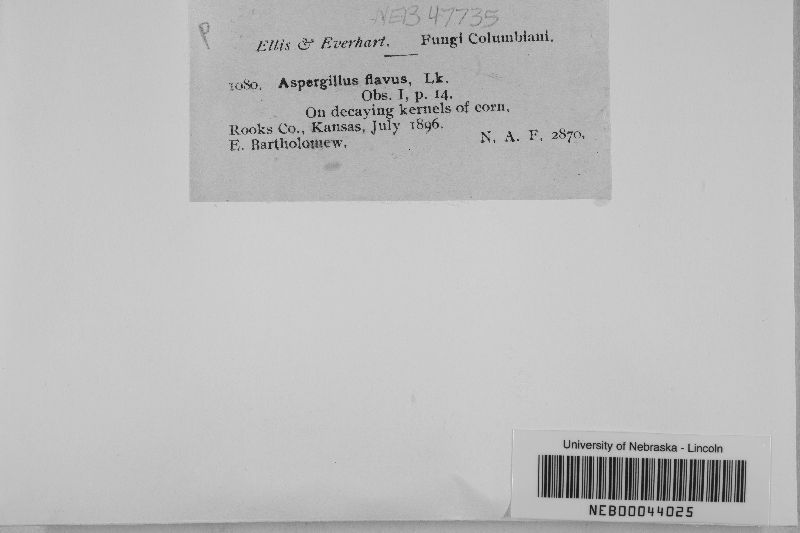 NEB 47735
P
Ellis & Everhart. Fungi Columbiani.
1080. Aspergillus flavus, Lk.
Obs. I, p. 14.
On decaying kernels of corn.
Rooks Co., Kansas, July 1896.
E. Bartholomew. N. A. F. 2870.
University of Nebraska - Lincoln
NEB00044025